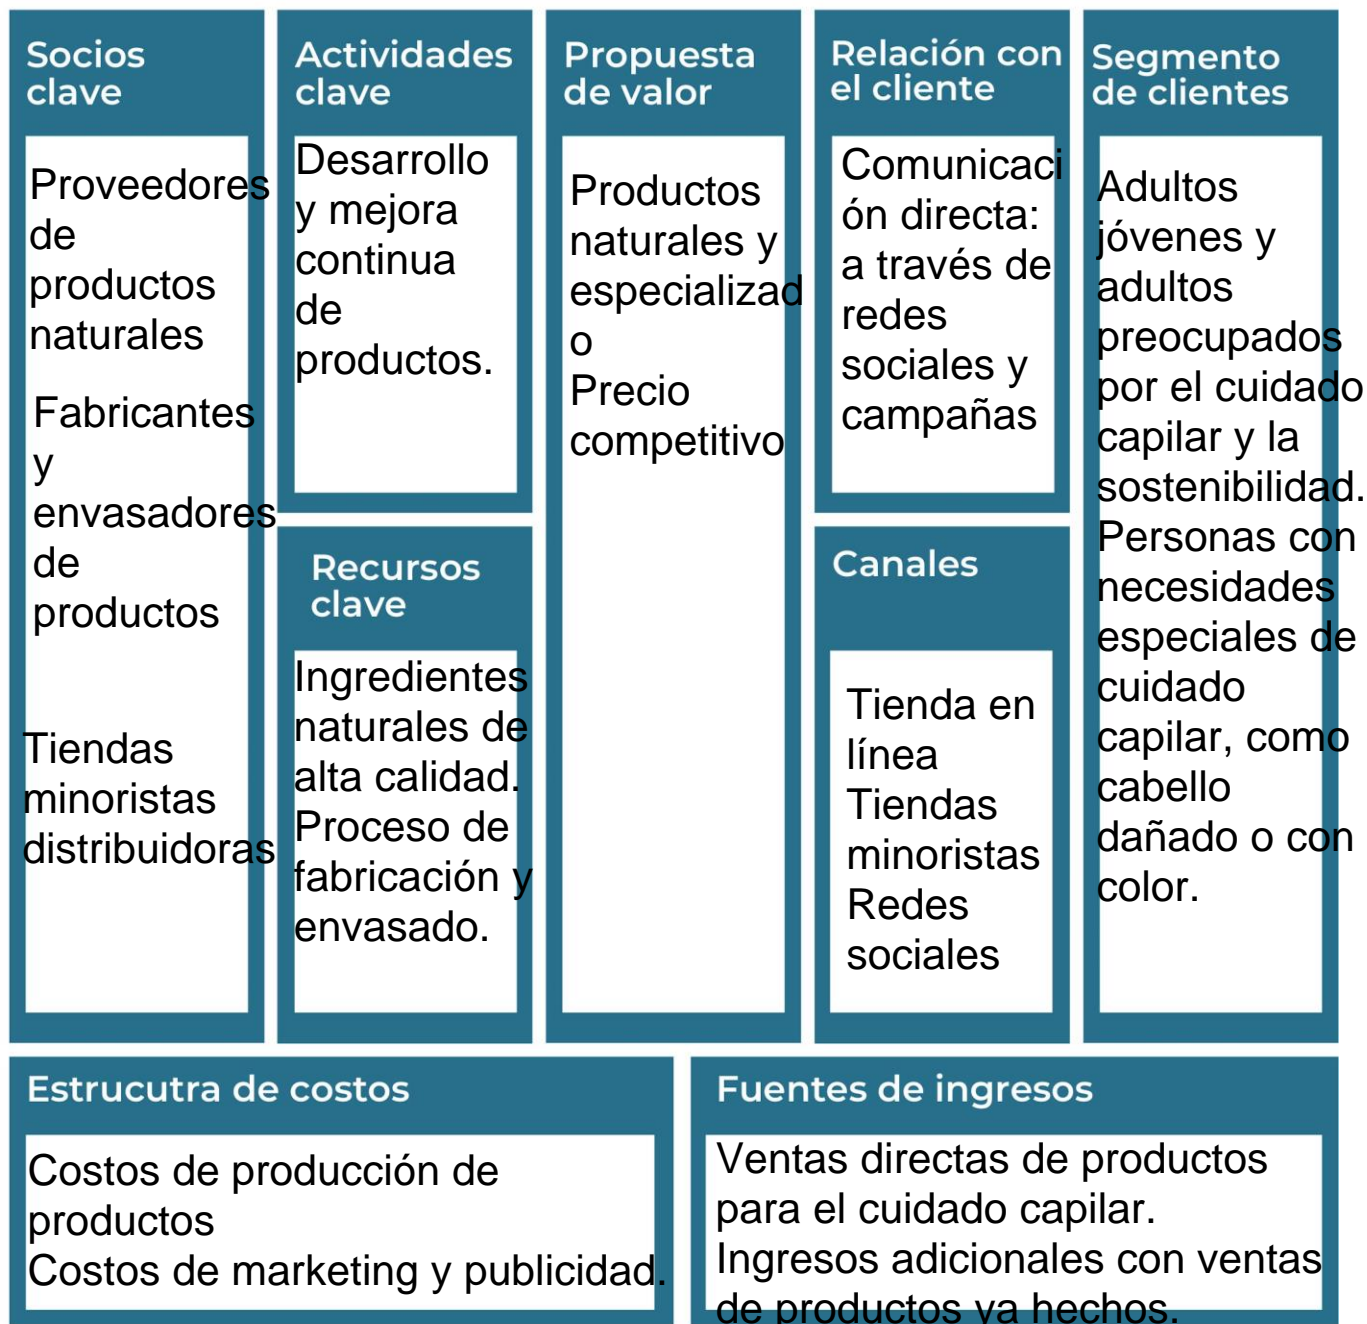 Socios
clave
Proveedores
de
productos
naturales
Fabricantes
y
envasadores
de
productos
Tiendas
minoristas
distribuidoras
Actividades
clave
Desarrollo
y mejora
continua
de
productos.
Recursos
clave
Ingredientes
naturales de
alta calidad.
Proceso de
fabricación y
envasado.
Propuesta
de valor
Productos
naturales y
especializad
o
Precio
competitivo
Relación con
el cliente
Comunicaci
ón directa:
a través de
redes
sociales y
campañas
Canales
Tienda en
línea
Tiendas
minoristas
Redes
sociales
Segmento
de clientes
Adultos
jóvenes y
adultos
preocupados
por el cuidado
capilar y la
sostenibilidad.
Personas con
necesidades
especiales de
cuidado
capilar, como
cabello
dañado o con
color.
Estrucutra de costos
Costos de producción de
productos
Costos de marketing y publicidad.
Fuentes de ingresos
Ventas directas de productos
para el cuidado capilar.
Ingresos adicionales con ventas
de productos ya hechos.